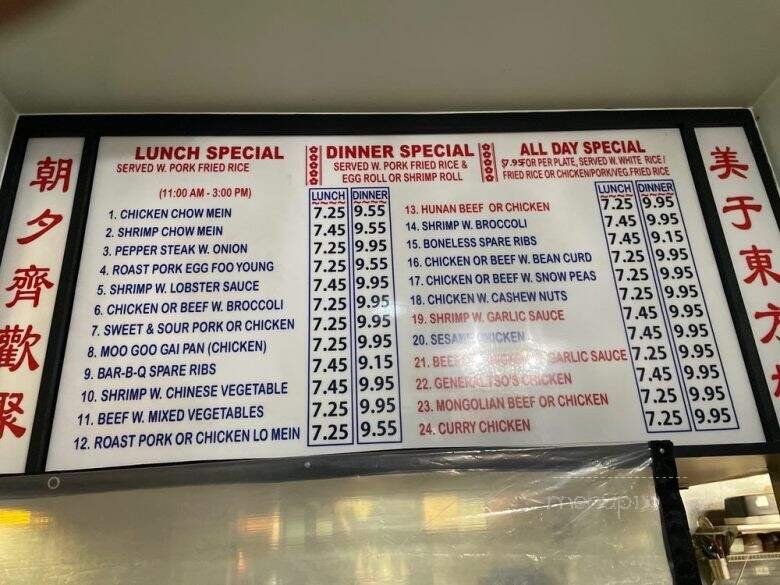 朝夕齊歡聚
LUNCH SPECIAL
SERVED W. PORK FRIED RICE
(11:00 AM - 3:00 PM)
DINNER SPECIAL
SERVED W. PORK FRIED RICE &
EGG ROLL OR SHRIMP ROLL
ALL DAY SPECIAL
$7.95 FOR PER PLATE, SERVED W. WHITE RICE /
FRIED RICE OR CHICKEN/PORK/VEG.FRIED RICE
LUNCH DINNER
1. CHICKEN CHOW MEIN 7.25 9.55
2. SHRIMP CHOW MEIN 7.45 9.55
3. PEPPER STEAK W. ONION 7.25 9.95
4. ROAST PORK EGG FOO YOUNG 7.25 9.55
5. SHRIMP W. LOBSTER SAUCE 7.45 9.95
6. CHICKEN OR BEEF W. BROCCOLI 7.25 9.95
7. SWEET & SOUR PORK OR CHICKEN 7.25 9.95
8. MOO GOO GAI PAN (CHICKEN) 7.25 9.95
9. BAR-B-Q SPARE RIBS 7.45 9.15
10. SHRIMP W. CHINESE VEGETABLE 7.45 9.95
11. BEEF W. MIXED VEGETABLES 7.25 9.95
12. ROAST PORK OR CHICKEN LO MEIN 7.25 9.55
LUNCH DINNER
13. HUNAN BEEF OR CHICKEN 7.25 9.95
14. SHRIMP W. BROCCOLI 7.45 9.95
15. BONELESS SPARE RIBS 7.45 9.15
16. CHICKEN OR BEEF W. BEAN CURD 7.25 9.95
17. CHICKEN OR BEEF W. SNOW PEAS 7.25 9.95
18. CHICKEN W. CASHEW NUTS 7.25 9.95
19. SHRIMP W. GARLIC SAUCE 7.45 9.95
20. SESAME CHICKEN 7.45 9.95
21. BEEF GARLIC SAUCE 7.25 9.95
22. GENERAL TSO'S CHICKEN 7.45 9.95
23. MONGOLIAN BEEF OR CHICKEN 7.25 9.95
24. CURRY CHICKEN 7.25 9.95
美于東方